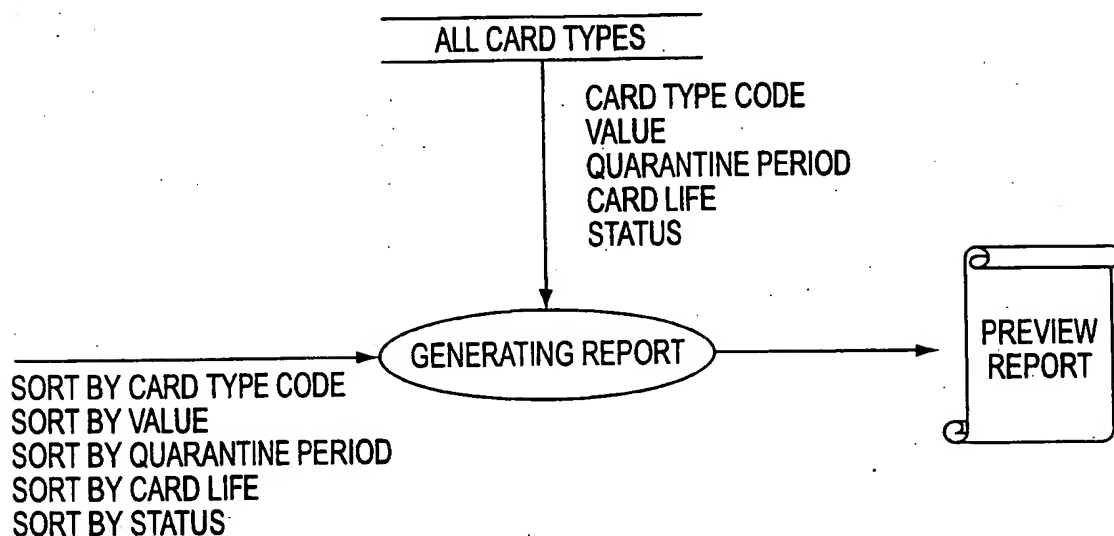 ALL CARD TYPES
CARD TYPE CODE
VALUE
QUARANTINE PERIOD
CARD LIFE
STATUS
GENERATING REPORT
PREVIEW
REPORT
SORT BY CARD TYPE CODE
SORT BY VALUE
SORT BY QUARANTINE PERIOD
SORT BY CARD LIFE
SORT BY STATUS